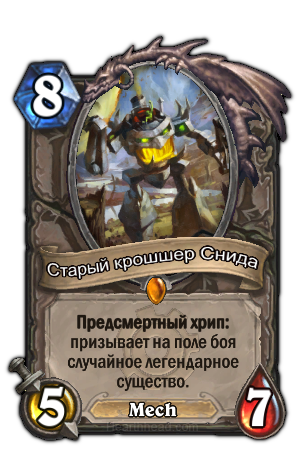 8
Старый крошшер Снида
Предсмертный хрип:
призывает на поле боя
случайное легендарное
существо.
5
Mech
7